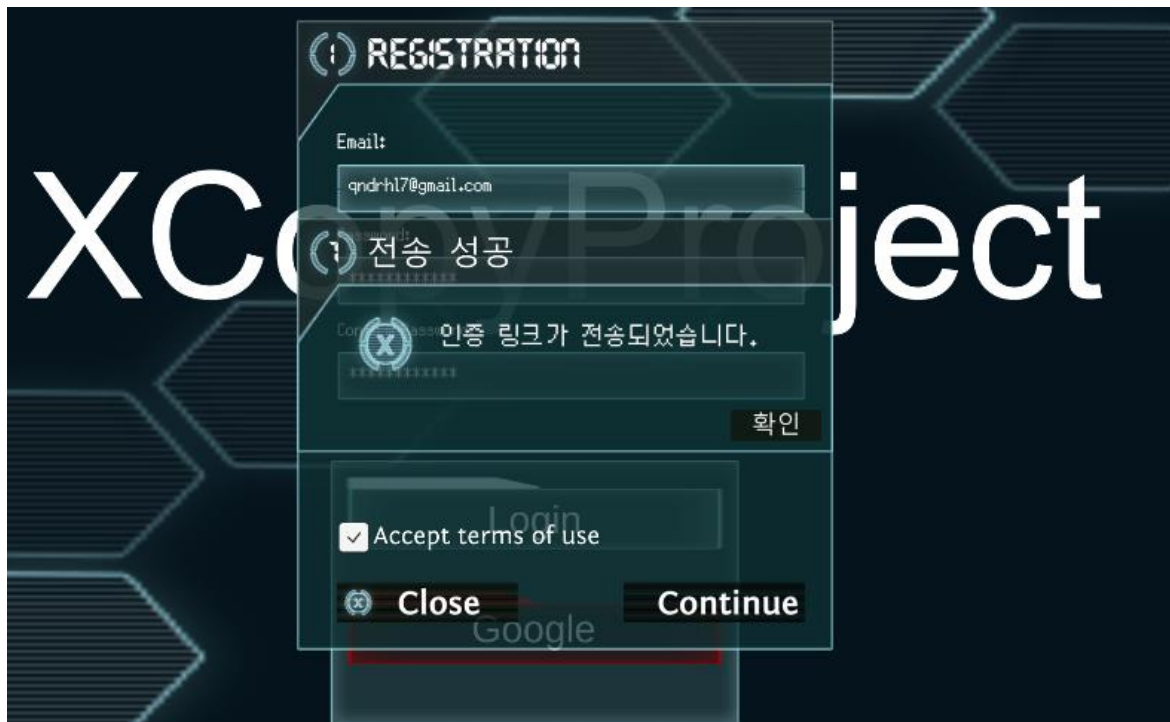 REGISTRATION
Email:
qndrhl7@gmail.com
XCopyProject
Password:
전송 성공
************
인증 링크가 전송되었습니다.
************
확인
Login
Accept terms of use
Close
Continue
Google